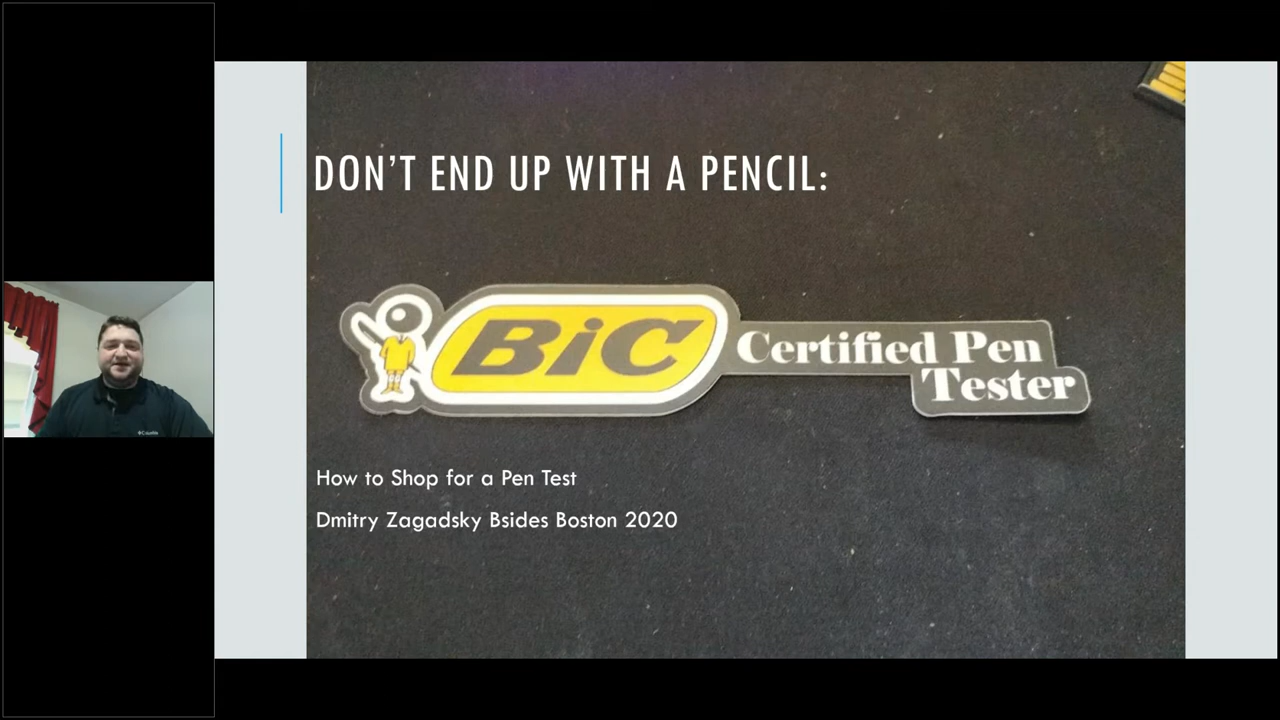 DON'T END UP WITH A PENCIL:
BiC
Certified Pen
Tester
How to Shop for a Pen Test
Dmitry Zagadsky Bsides Boston 2020
Columbia